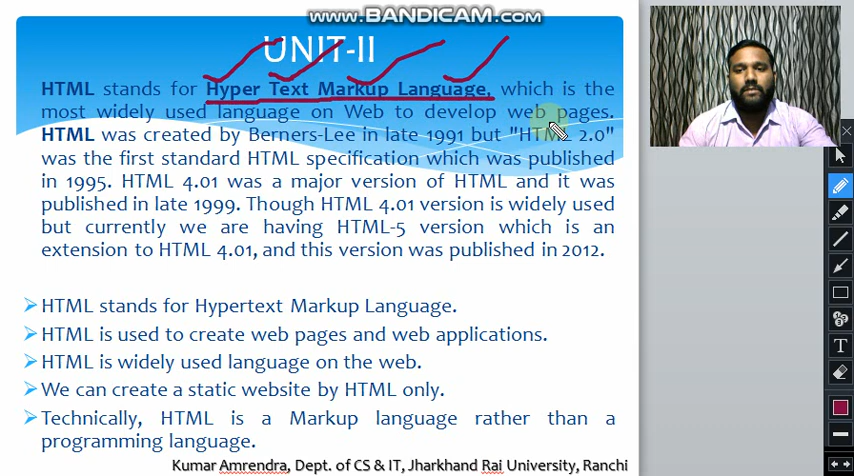 WWW.BANDICAM.COM
UNIT-II
HTML stands for Hyper Text Markup Language, which is the
most widely used language on Web to develop web pages.
HTML was created by Berners-Lee in late 1991 but "HTML 2.0"
was the first standard HTML specification which was published
in 1995. HTML 4.01 was a major version of HTML and it was
published in late 1999. Though HTML 4.01 version is widely used
but currently we are having HTML-5 version which is an
extension to HTML 4.01, and this version was published in 2012.
HTML stands for Hypertext Markup Language.
HTML is used to create web pages and web applications.
HTML is widely used language on the web.
We can create a static website by HTML only.
Technically, HTML is a Markup language rather than a
programming language.
Kumar Amrendra, Dept. of CS & IT, Jharkhand Rai University, Ranchi
T